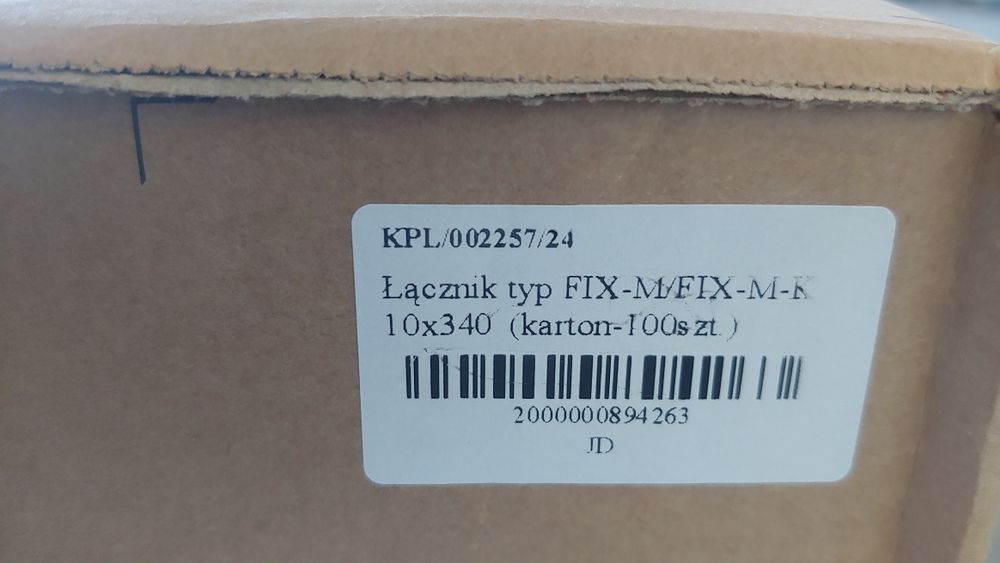 KPL/002257/24
Łącznik typ FIX-M/FIX-M-K
10x340 (karton-100szt.)
2000000894263
JD